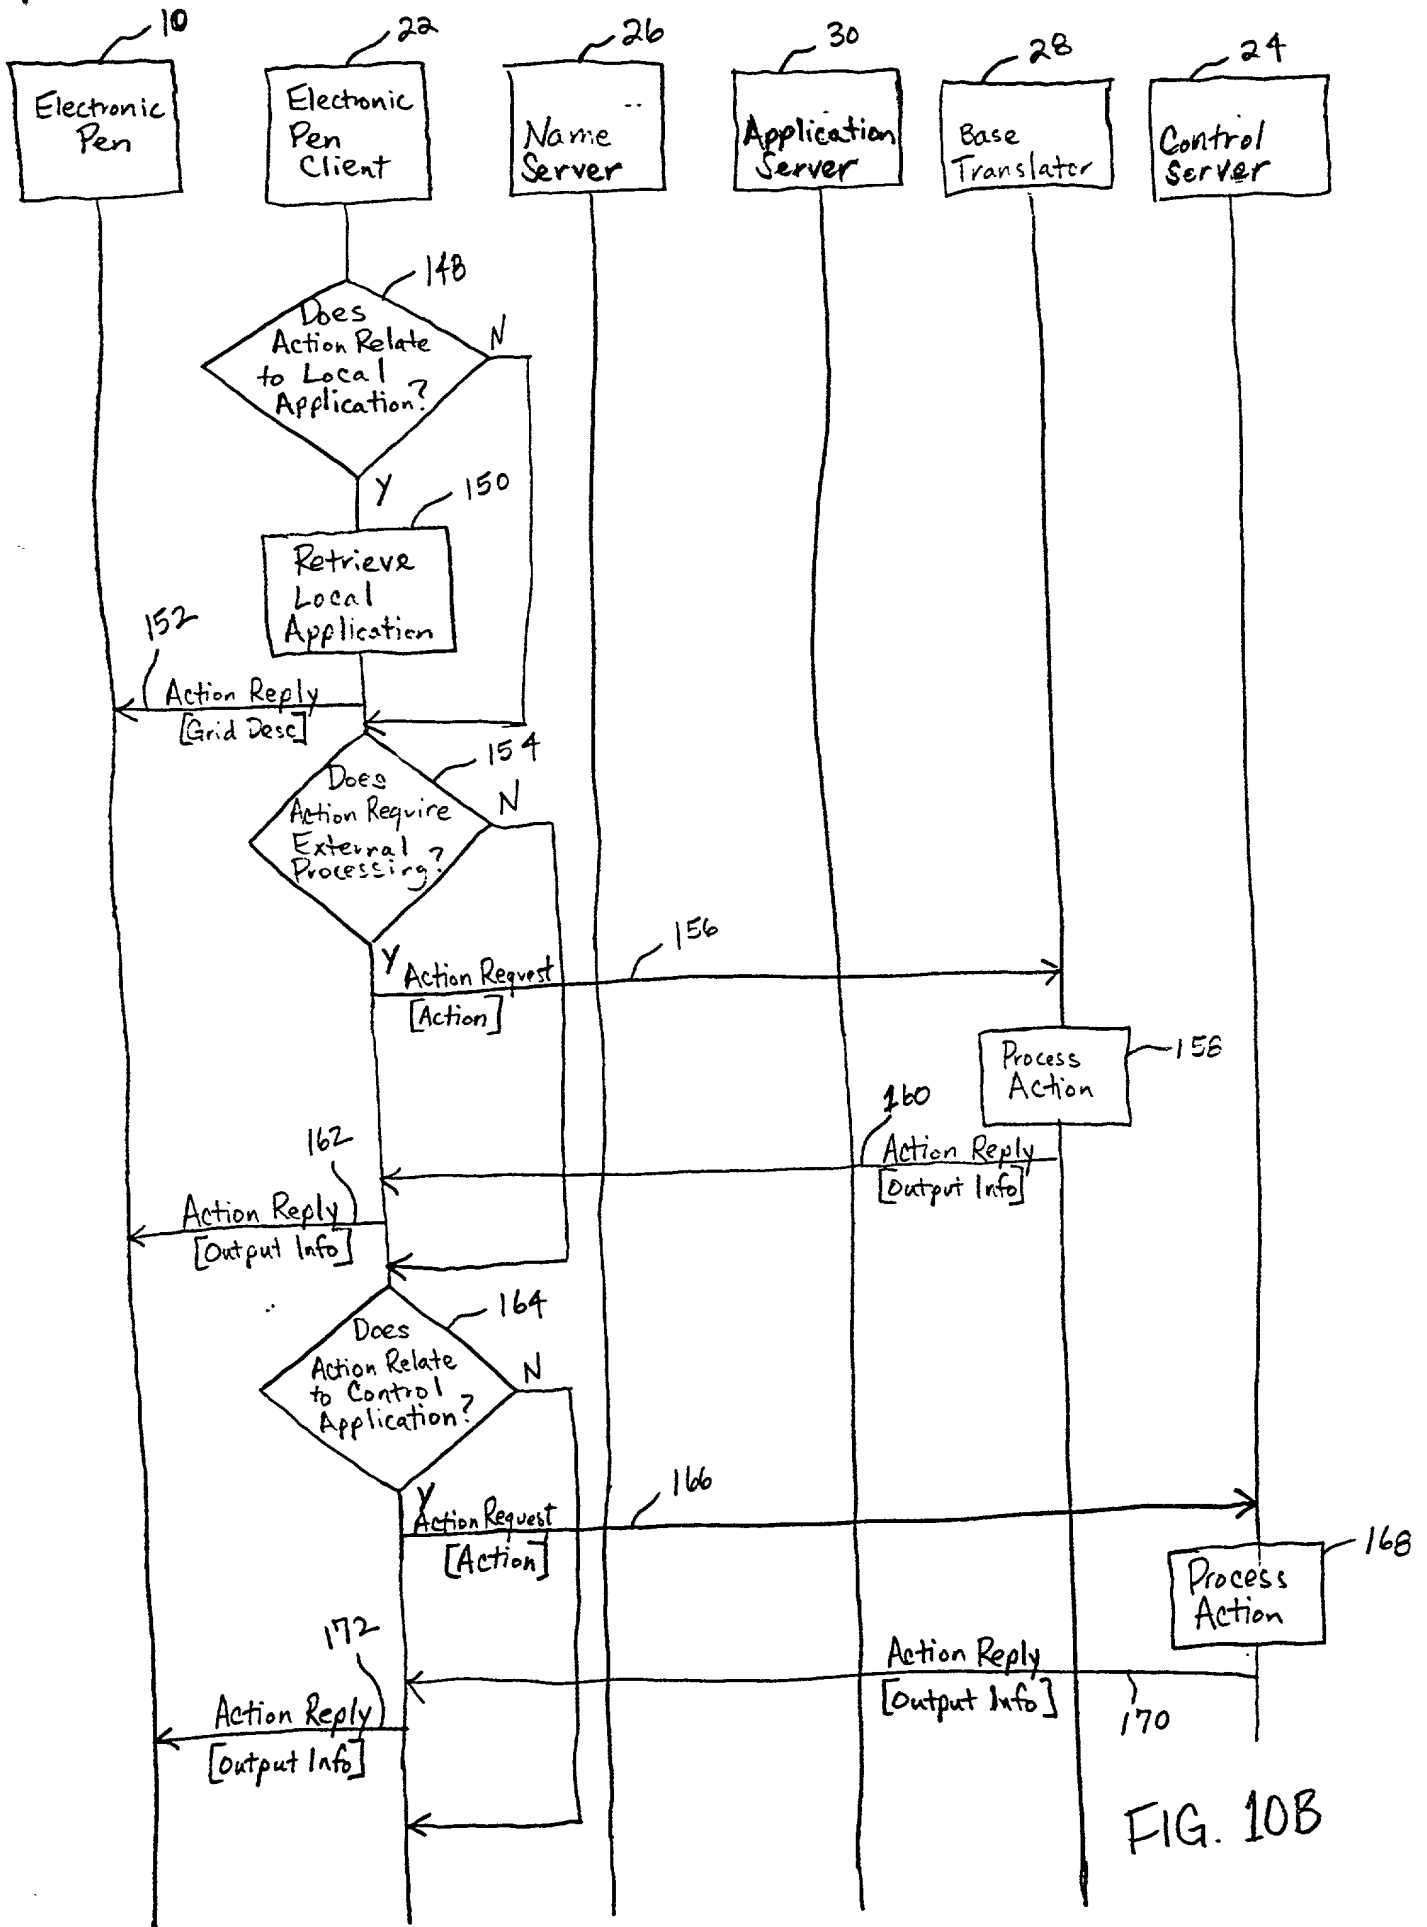 10
22
26
30
28
24
Electronic
Pen
Electronic
Pen
Client
Name
Server
Application
Server
Base
Translator
Control
Server
148
Does
Action Relate
to Local
Application?
N
Y
150
Retrieve
Local
Application
152
Action Reply
[Grid Desc]
154
Does
Action Require
External
Processing?
N
Y
156
Action Request
[Action]
Process
Action
158
160
Action Reply
[Output Info]
162
Action Reply
[Output Info]
164
Does
Action Relate
to Control
Application?
N
Y
166
Action Request
[Action]
168
Process
Action
Action Reply
[Output Info]
170
172
Action Reply
[Output Info]
FIG. 10B